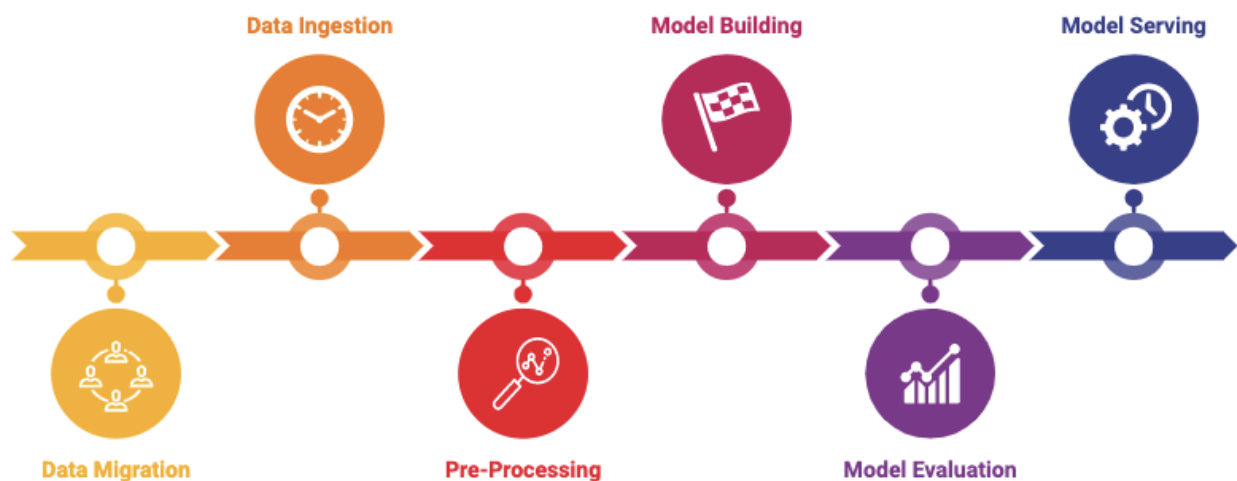 Data Ingestion
Model Building
Model Serving
Data Migration
Pre-Processing
Model Evaluation